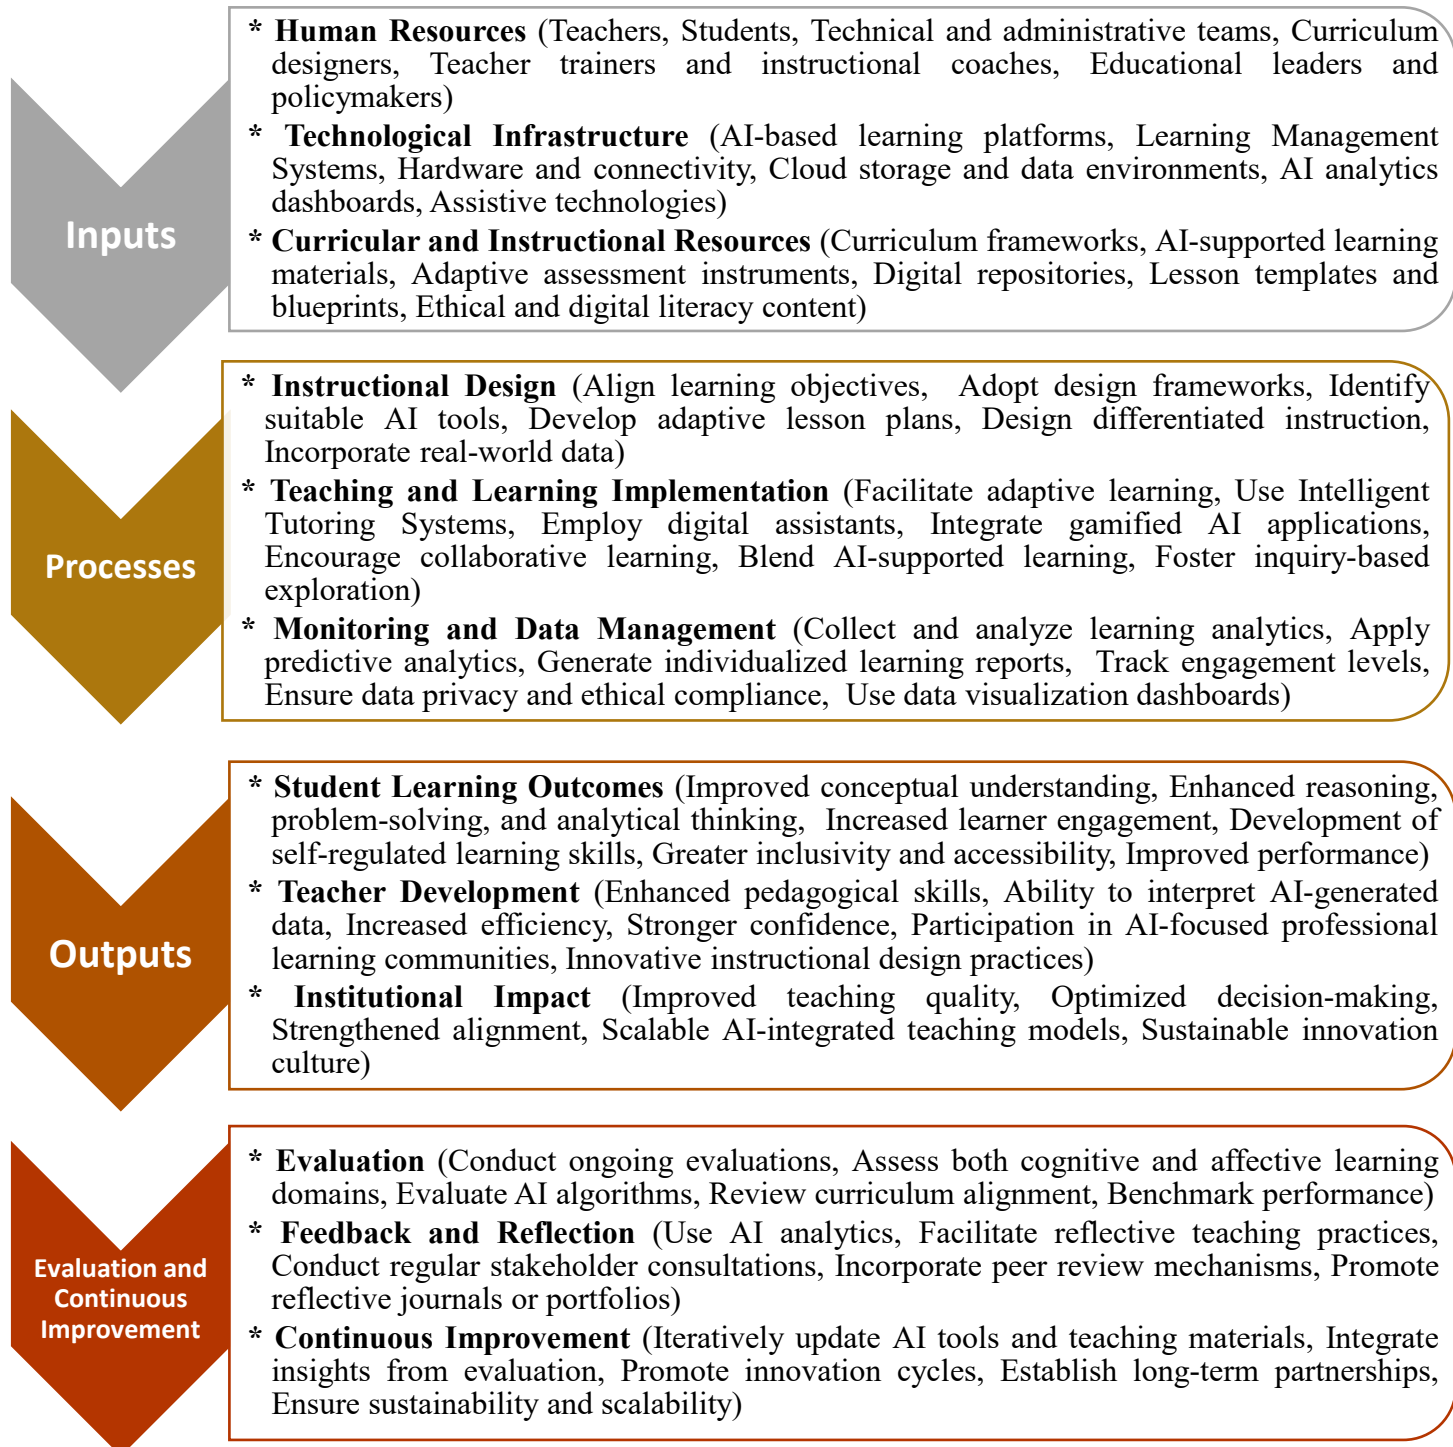 Inputs
* Human Resources (Teachers, Students, Technical and administrative teams, Curriculum
designers, Teacher trainers and instructional coaches, Educational leaders and
policymakers)
* Technological Infrastructure (AI-based learning platforms, Learning Management
Systems, Hardware and connectivity, Cloud storage and data environments, AI analytics
dashboards, Assistive technologies)
* Curricular and Instructional Resources (Curriculum frameworks, AI-supported learning
materials, Adaptive assessment instruments, Digital repositories, Lesson templates and
blueprints, Ethical and digital literacy content)
Processes
* Instructional Design (Align learning objectives, Adopt design frameworks, Identify
suitable AI tools, Develop adaptive lesson plans, Design differentiated instruction,
Incorporate real-world data)
* Teaching and Learning Implementation (Facilitate adaptive learning, Use Intelligent
Tutoring Systems, Employ digital assistants, Integrate gamified AI applications,
Encourage collaborative learning, Blend AI-supported learning, Foster inquiry-based
exploration)
* Monitoring and Data Management (Collect and analyze learning analytics, Apply
predictive analytics, Generate individualized learning reports, Track engagement levels,
Ensure data privacy and ethical compliance, Use data visualization dashboards)
Outputs
* Student Learning Outcomes (Improved conceptual understanding, Enhanced reasoning,
problem-solving, and analytical thinking, Increased learner engagement, Development of
self-regulated learning skills, Greater inclusivity and accessibility, Improved performance)
* Teacher Development (Enhanced pedagogical skills, Ability to interpret AI-generated
data, Increased efficiency, Stronger confidence, Participation in AI-focused professional
learning communities, Innovative instructional design practices)
* Institutional Impact (Improved teaching quality, Optimized decision-making,
Strengthened alignment, Scalable AI-integrated teaching models, Sustainable innovation
culture)
Evaluation and
Continuous
Improvement
* Evaluation (Conduct ongoing evaluations, Assess both cognitive and affective learning
domains, Evaluate AI algorithms, Review curriculum alignment, Benchmark performance)
* Feedback and Reflection (Use AI analytics, Facilitate reflective teaching practices,
Conduct regular stakeholder consultations, Incorporate peer review mechanisms, Promote
reflective journals or portfolios)
* Continuous Improvement (Iteratively update AI tools and teaching materials, Integrate
insights from evaluation, Promote innovation cycles, Establish long-term partnerships,
Ensure sustainability and scalability)